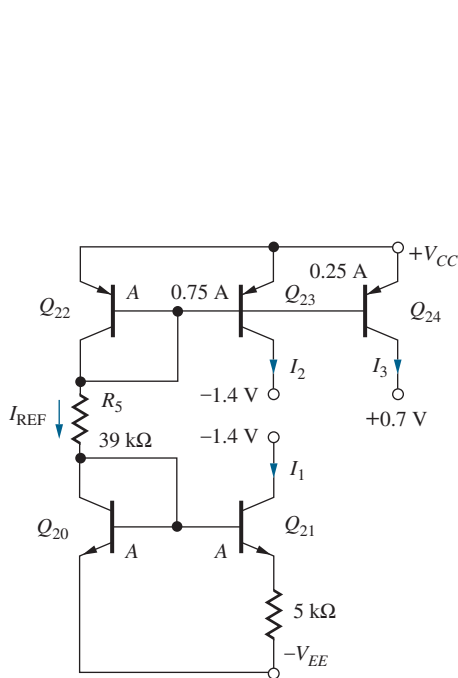 +V_CC
0.25 A
Q_22
A
0.75 A
Q_23
Q_24
I_2
I_3
−1.4 V
+0.7 V
I_REF
R_5
39 kΩ
−1.4 V
I_1
Q_20
A
A
Q_21
5 kΩ
−V_EE